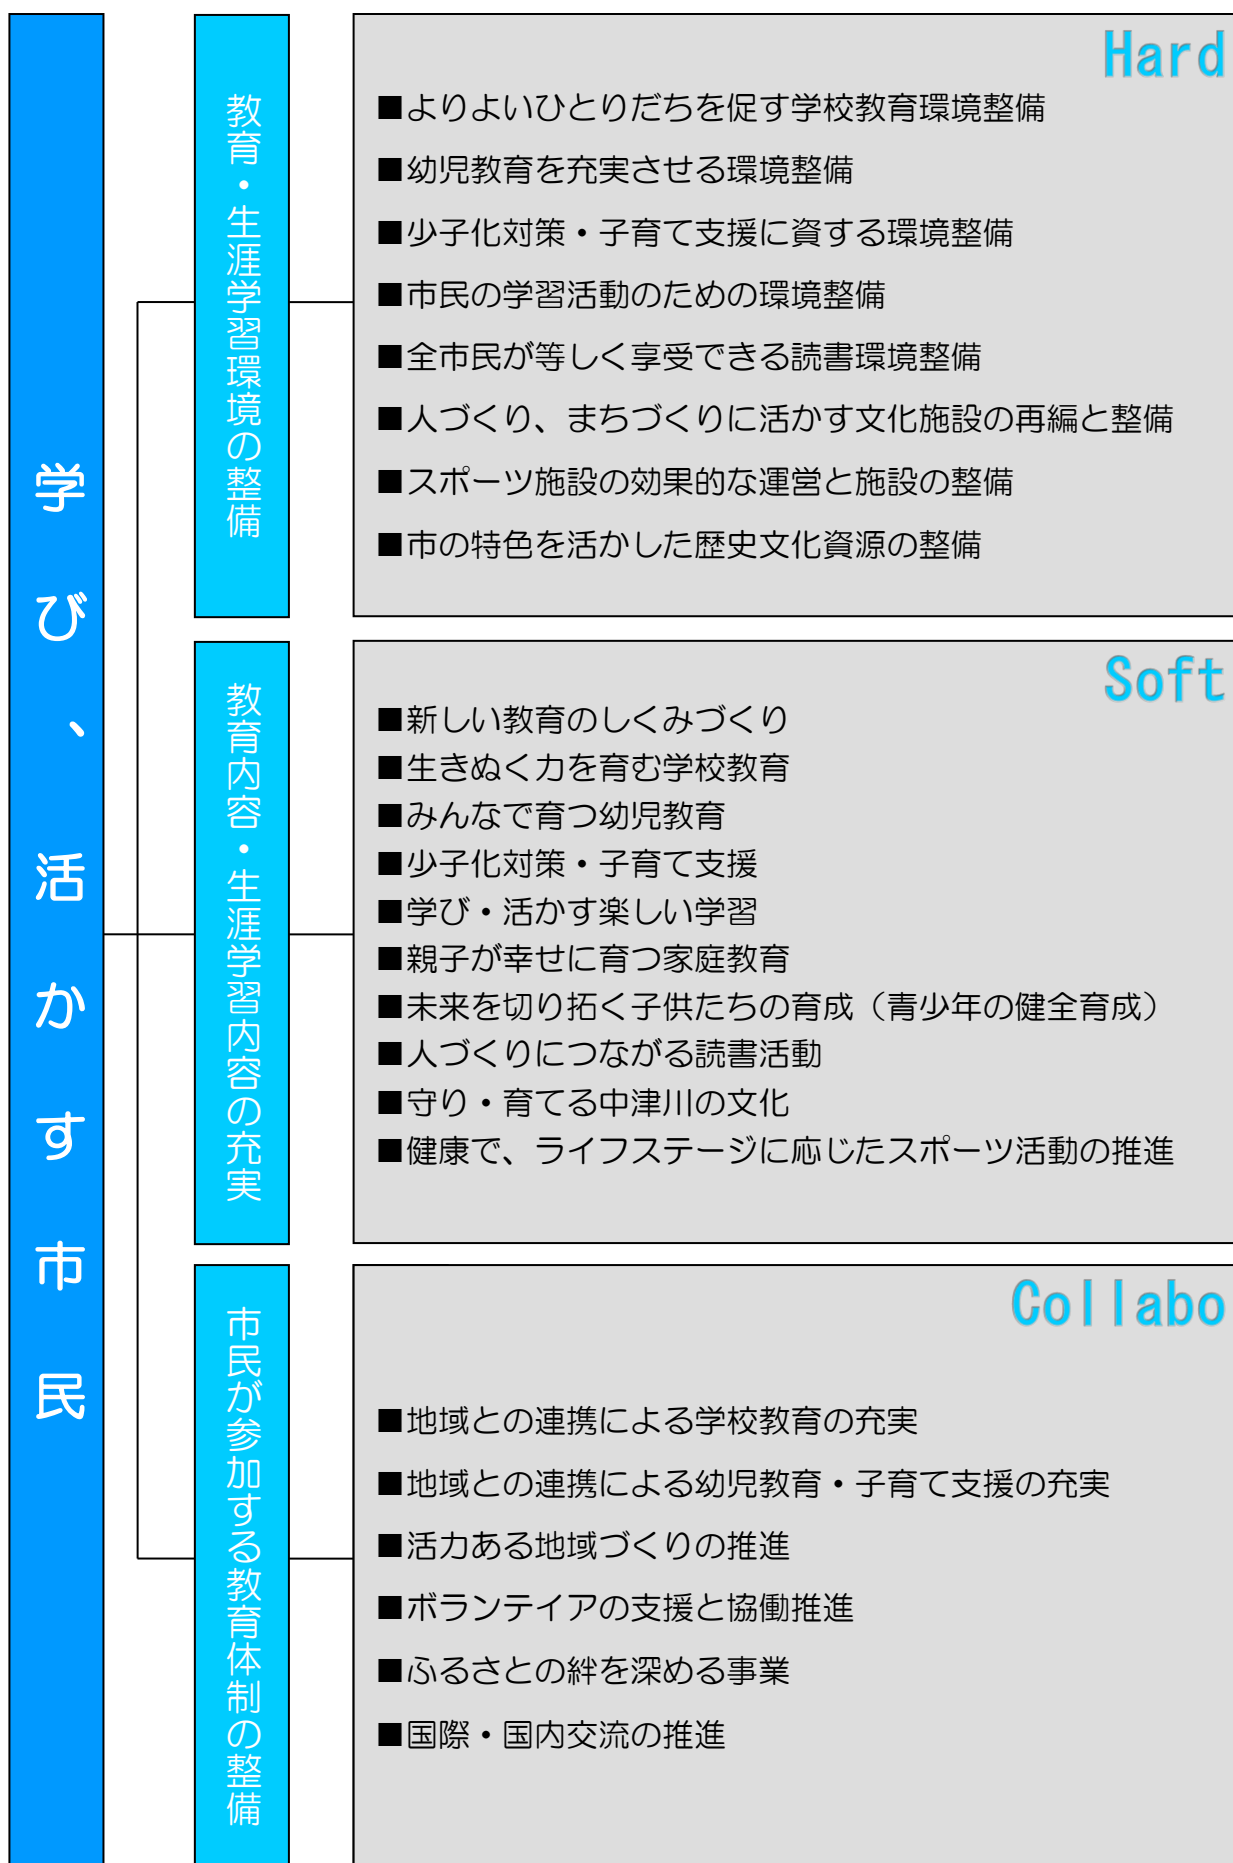 学び、活かす市民
教育・生涯学習環境の整備
Hard
■よりよいひとりだちを促す学校教育環境整備
■幼児教育を充実させる環境整備
■少子化対策・子育て支援に資する環境整備
■市民の学習活動のための環境整備
■全市民が等しく享受できる読書環境整備
■人づくり、まちづくりに活かす文化施設の再編と整備
■スポーツ施設の効果的な運営と施設の整備
■市の特色を活かした歴史文化資源の整備
教育内容・生涯学習内容の充実
Soft
■新しい教育のしくみづくり
■生きぬく力を育む学校教育
■みんなで育つ幼児教育
■少子化対策・子育て支援
■学び・活かす楽しい学習
■親子が幸せに育つ家庭教育
■未来を切り拓く子供たちの育成（青少年の健全育成）
■人づくりにつながる読書活動
■守り・育てる中津川の文化
■健康で、ライフステージに応じたスポーツ活動の推進
市民が参加する教育体制の整備
Collabo
■地域との連携による学校教育の充実
■地域との連携による幼児教育・子育て支援の充実
■活力ある地域づくりの推進
■ボランテイアの支援と協働推進
■ふるさとの絆を深める事業
■国際・国内交流の推進